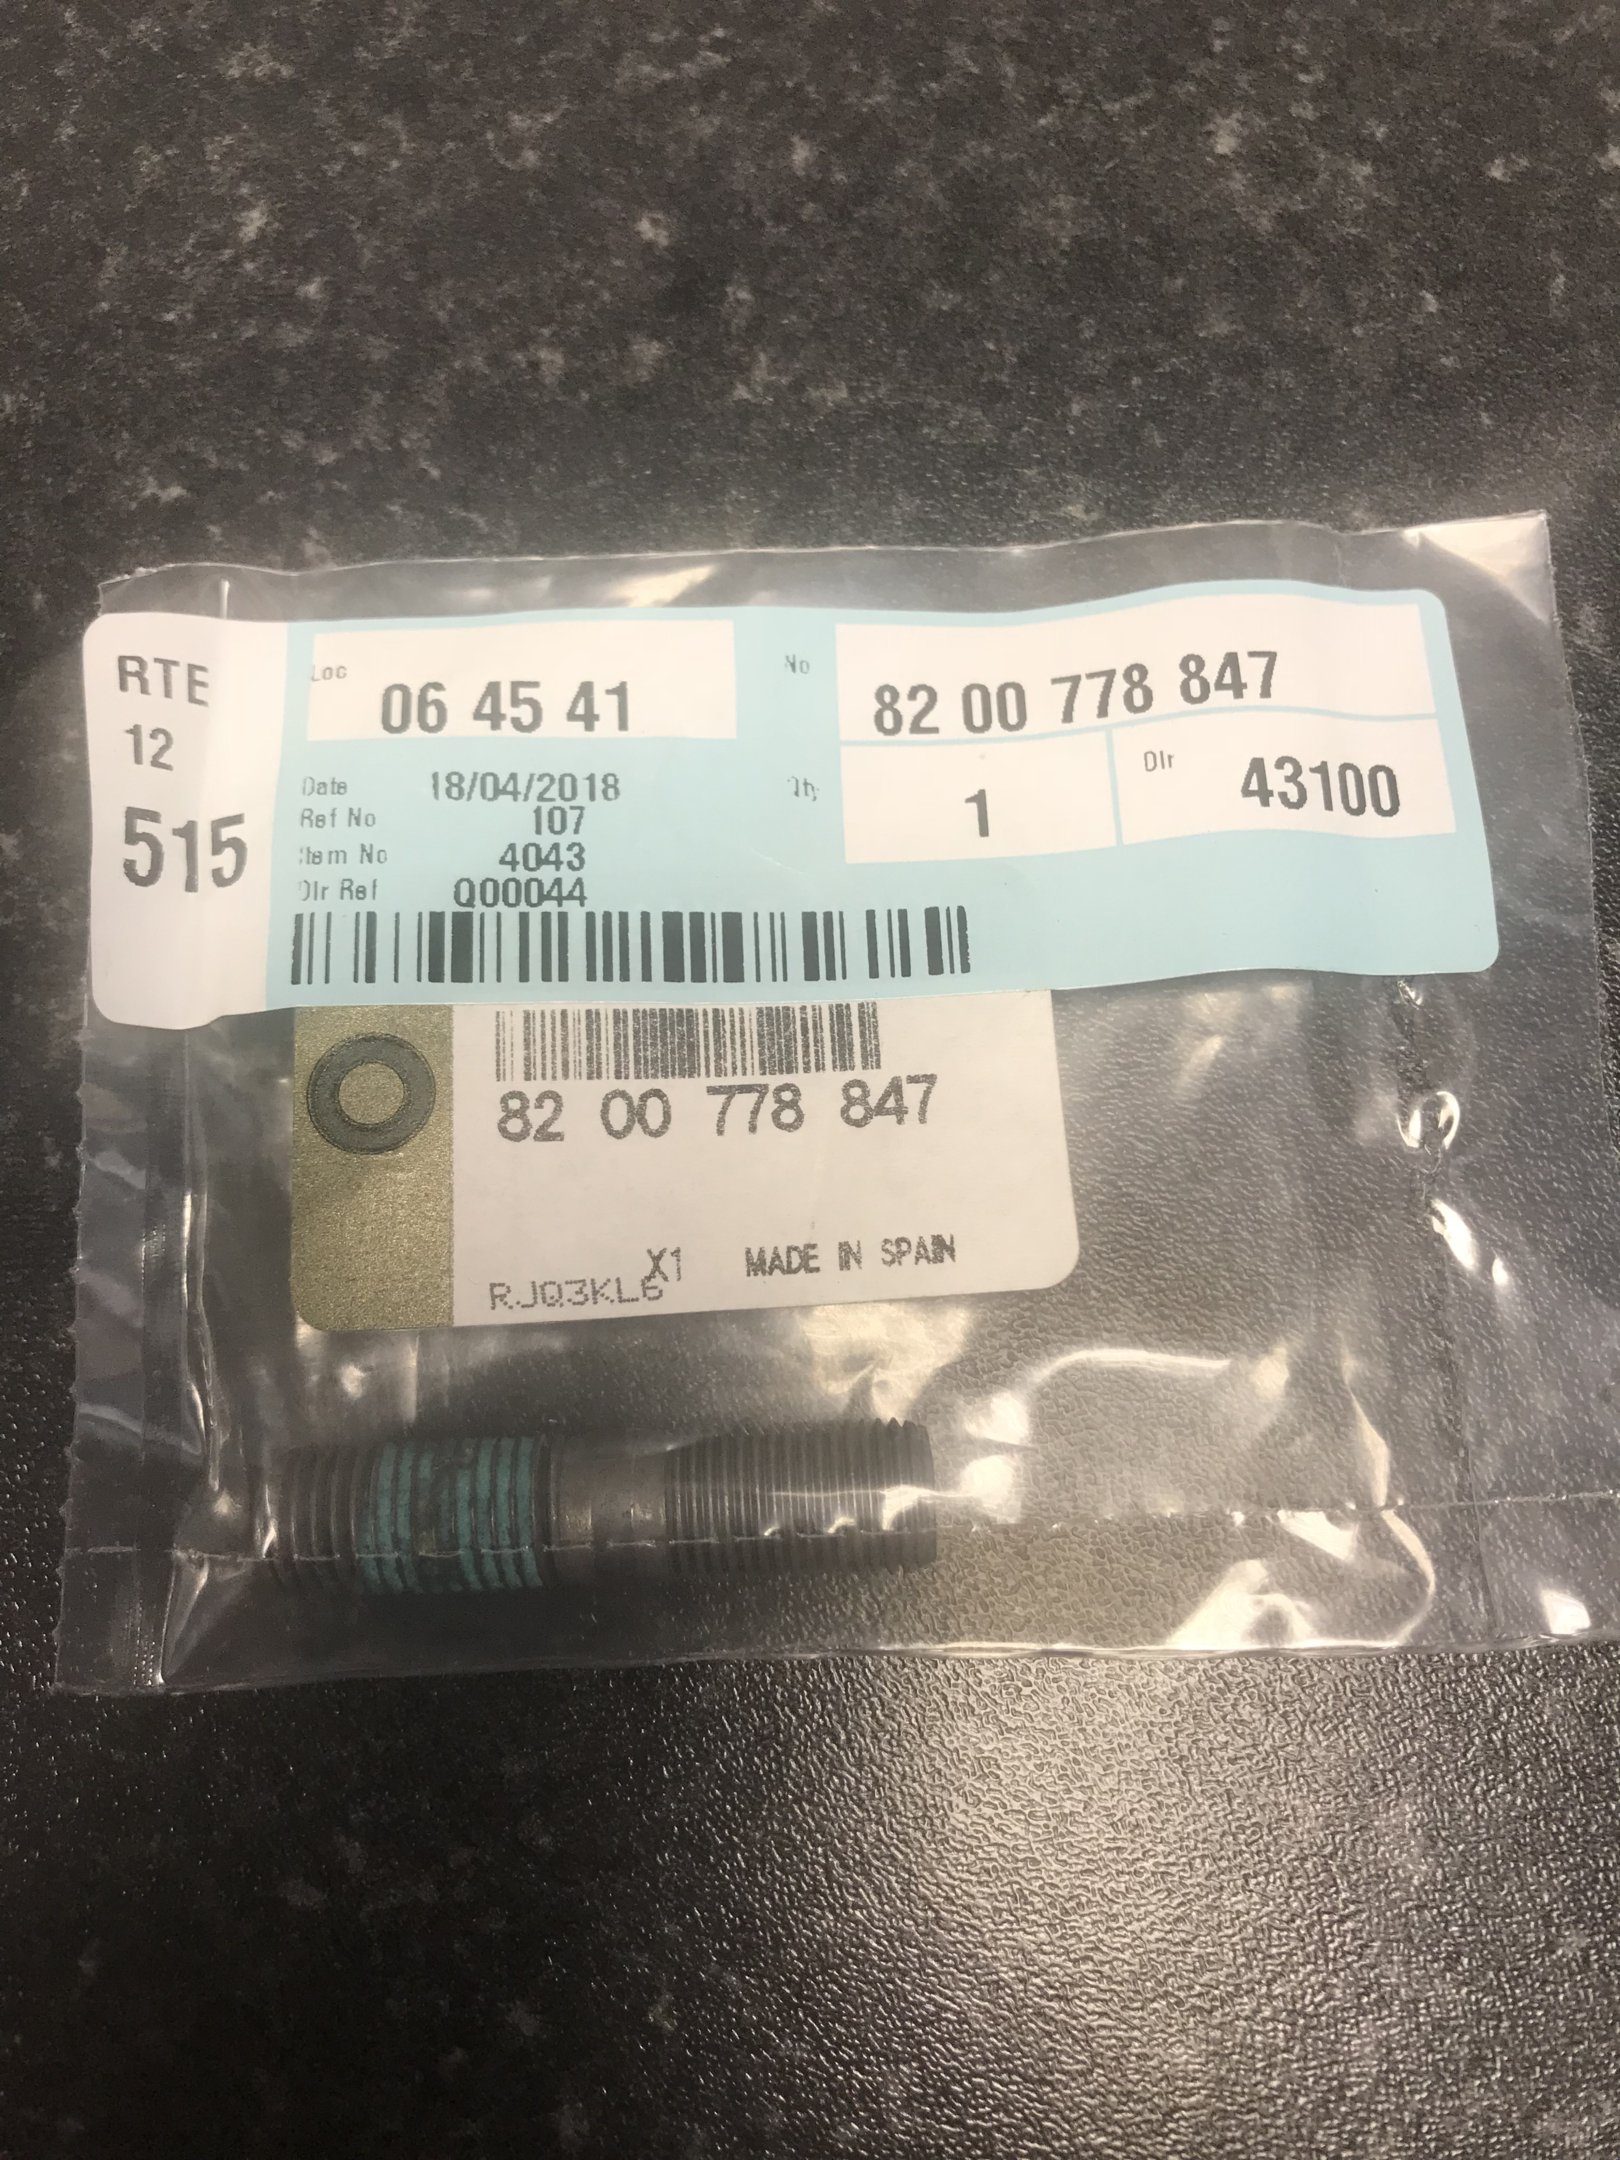 RTE
12
515
Loc
06 45 41
No
82 00 778 847
Date 18/04/2018
Ref No 107
Item No 4043
Dlr Ref Q00044
Qty
1
Dlr 43100
82 00 778 847
X1 MADE IN SPAIN
RJQ3KL6